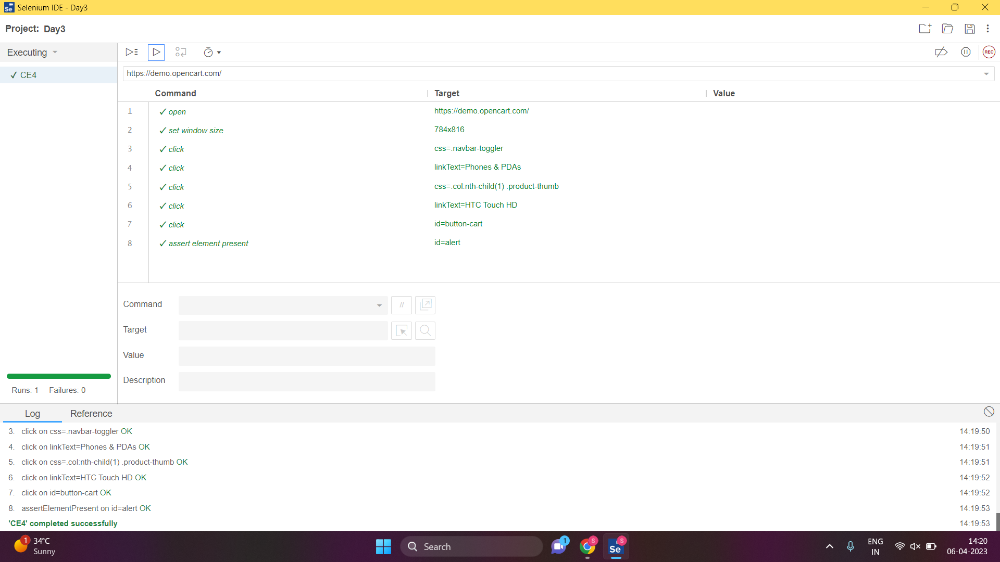 Se Selenium IDE - Day3
Project: Day3
Executing
✓ CE4
REC
https://demo.opencart.com/
Command Target Value
1 ✓ open https://demo.opencart.com/
2 ✓ set window size 784x816
3 ✓ click css=.navbar-toggler
4 ✓ click linkText=Phones & PDAs
5 ✓ click css=.col:nth-child(1) .product-thumb
6 ✓ click linkText=HTC Touch HD
7 ✓ click id=button-cart
8 ✓ assert element present id=alert
Command //
Target
Value
Description
Runs: 1 Failures: 0
Log Reference
3. click on css=.navbar-toggler OK 14:19:50
4. click on linkText=Phones & PDAs OK 14:19:51
5. click on css=.col:nth-child(1) .product-thumb OK 14:19:51
6. click on linkText=HTC Touch HD OK 14:19:52
7. click on id=button-cart OK 14:19:52
8. assertElementPresent on id=alert OK 14:19:53
'CE4' completed successfully 14:19:53
1 34°C
Sunny
Search
1
S
Se S
ENG
IN
14:20
06-04-2023